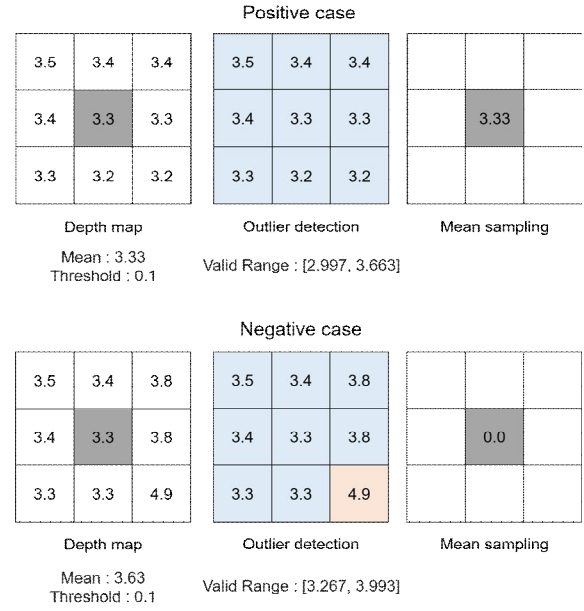 Positive case
3.5 3.4 3.4 3.5 3.4 3.4
3.4 3.3 3.3 3.4 3.3 3.3 3.33
3.3 3.2 3.2 3.3 3.2 3.2
Depth map Outlier detection Mean sampling
Mean : 3.33
Threshold : 0.1
Valid Range : [2.997, 3.663]
Negative case
3.5 3.4 3.8 3.5 3.4 3.8
3.4 3.3 3.8 3.4 3.3 3.8 0.0
3.3 3.3 4.9 3.3 3.3 4.9
Depth map Outlier detection Mean sampling
Mean : 3.63
Threshold : 0.1
Valid Range : [3.267, 3.993]